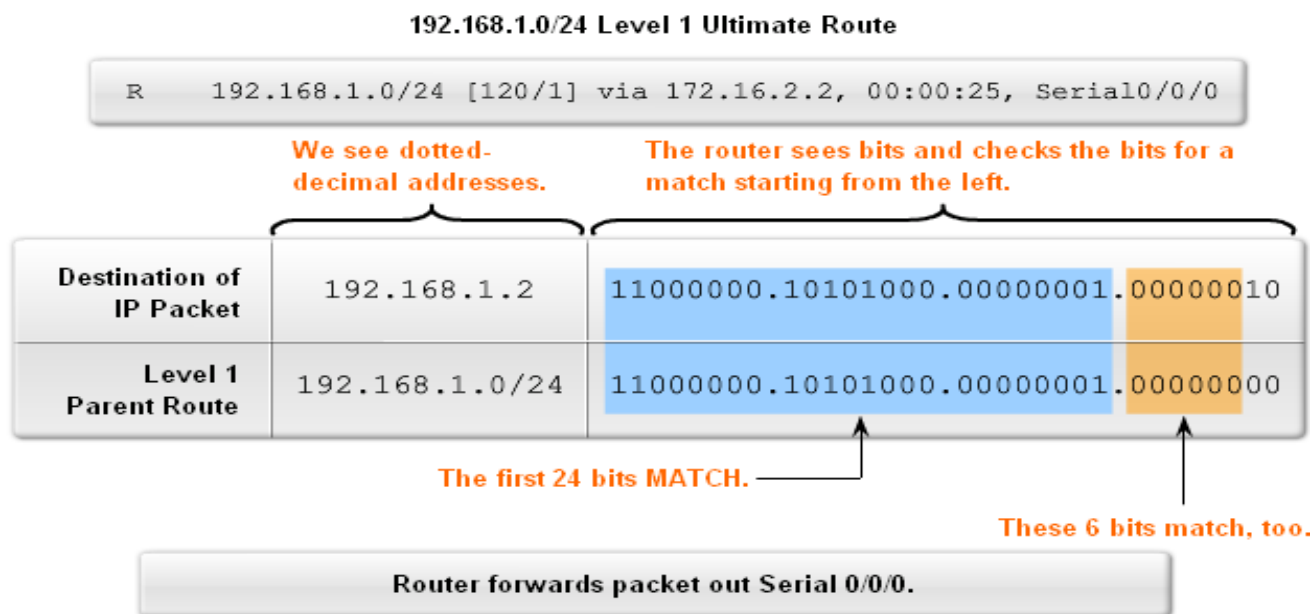 192.168.1.0/24 Level 1 Ultimate Route
R 192.168.1.0/24 [120/1] via 172.16.2.2, 00:00:25, Serial0/0/0
We see dotted-
decimal addresses.
The router sees bits and checks the bits for a
match starting from the left.
Destination of
IP Packet
192.168.1.2
11000000.10101000.00000001.00000010
Level 1
Parent Route
192.168.1.0/24
11000000.10101000.00000001.00000000
The first 24 bits MATCH.
These 6 bits match, too.
Router forwards packet out Serial 0/0/0.